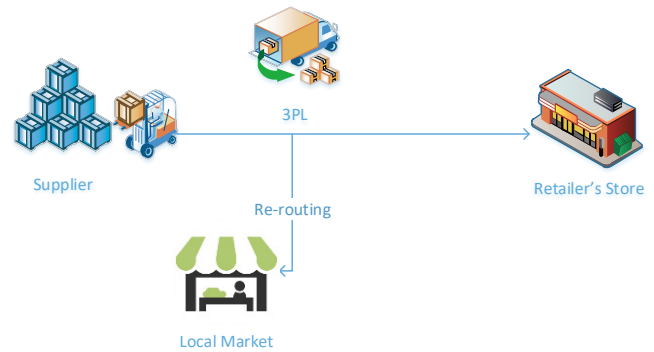 3PL
Supplier
Retailer's Store
Re-routing
Local Market